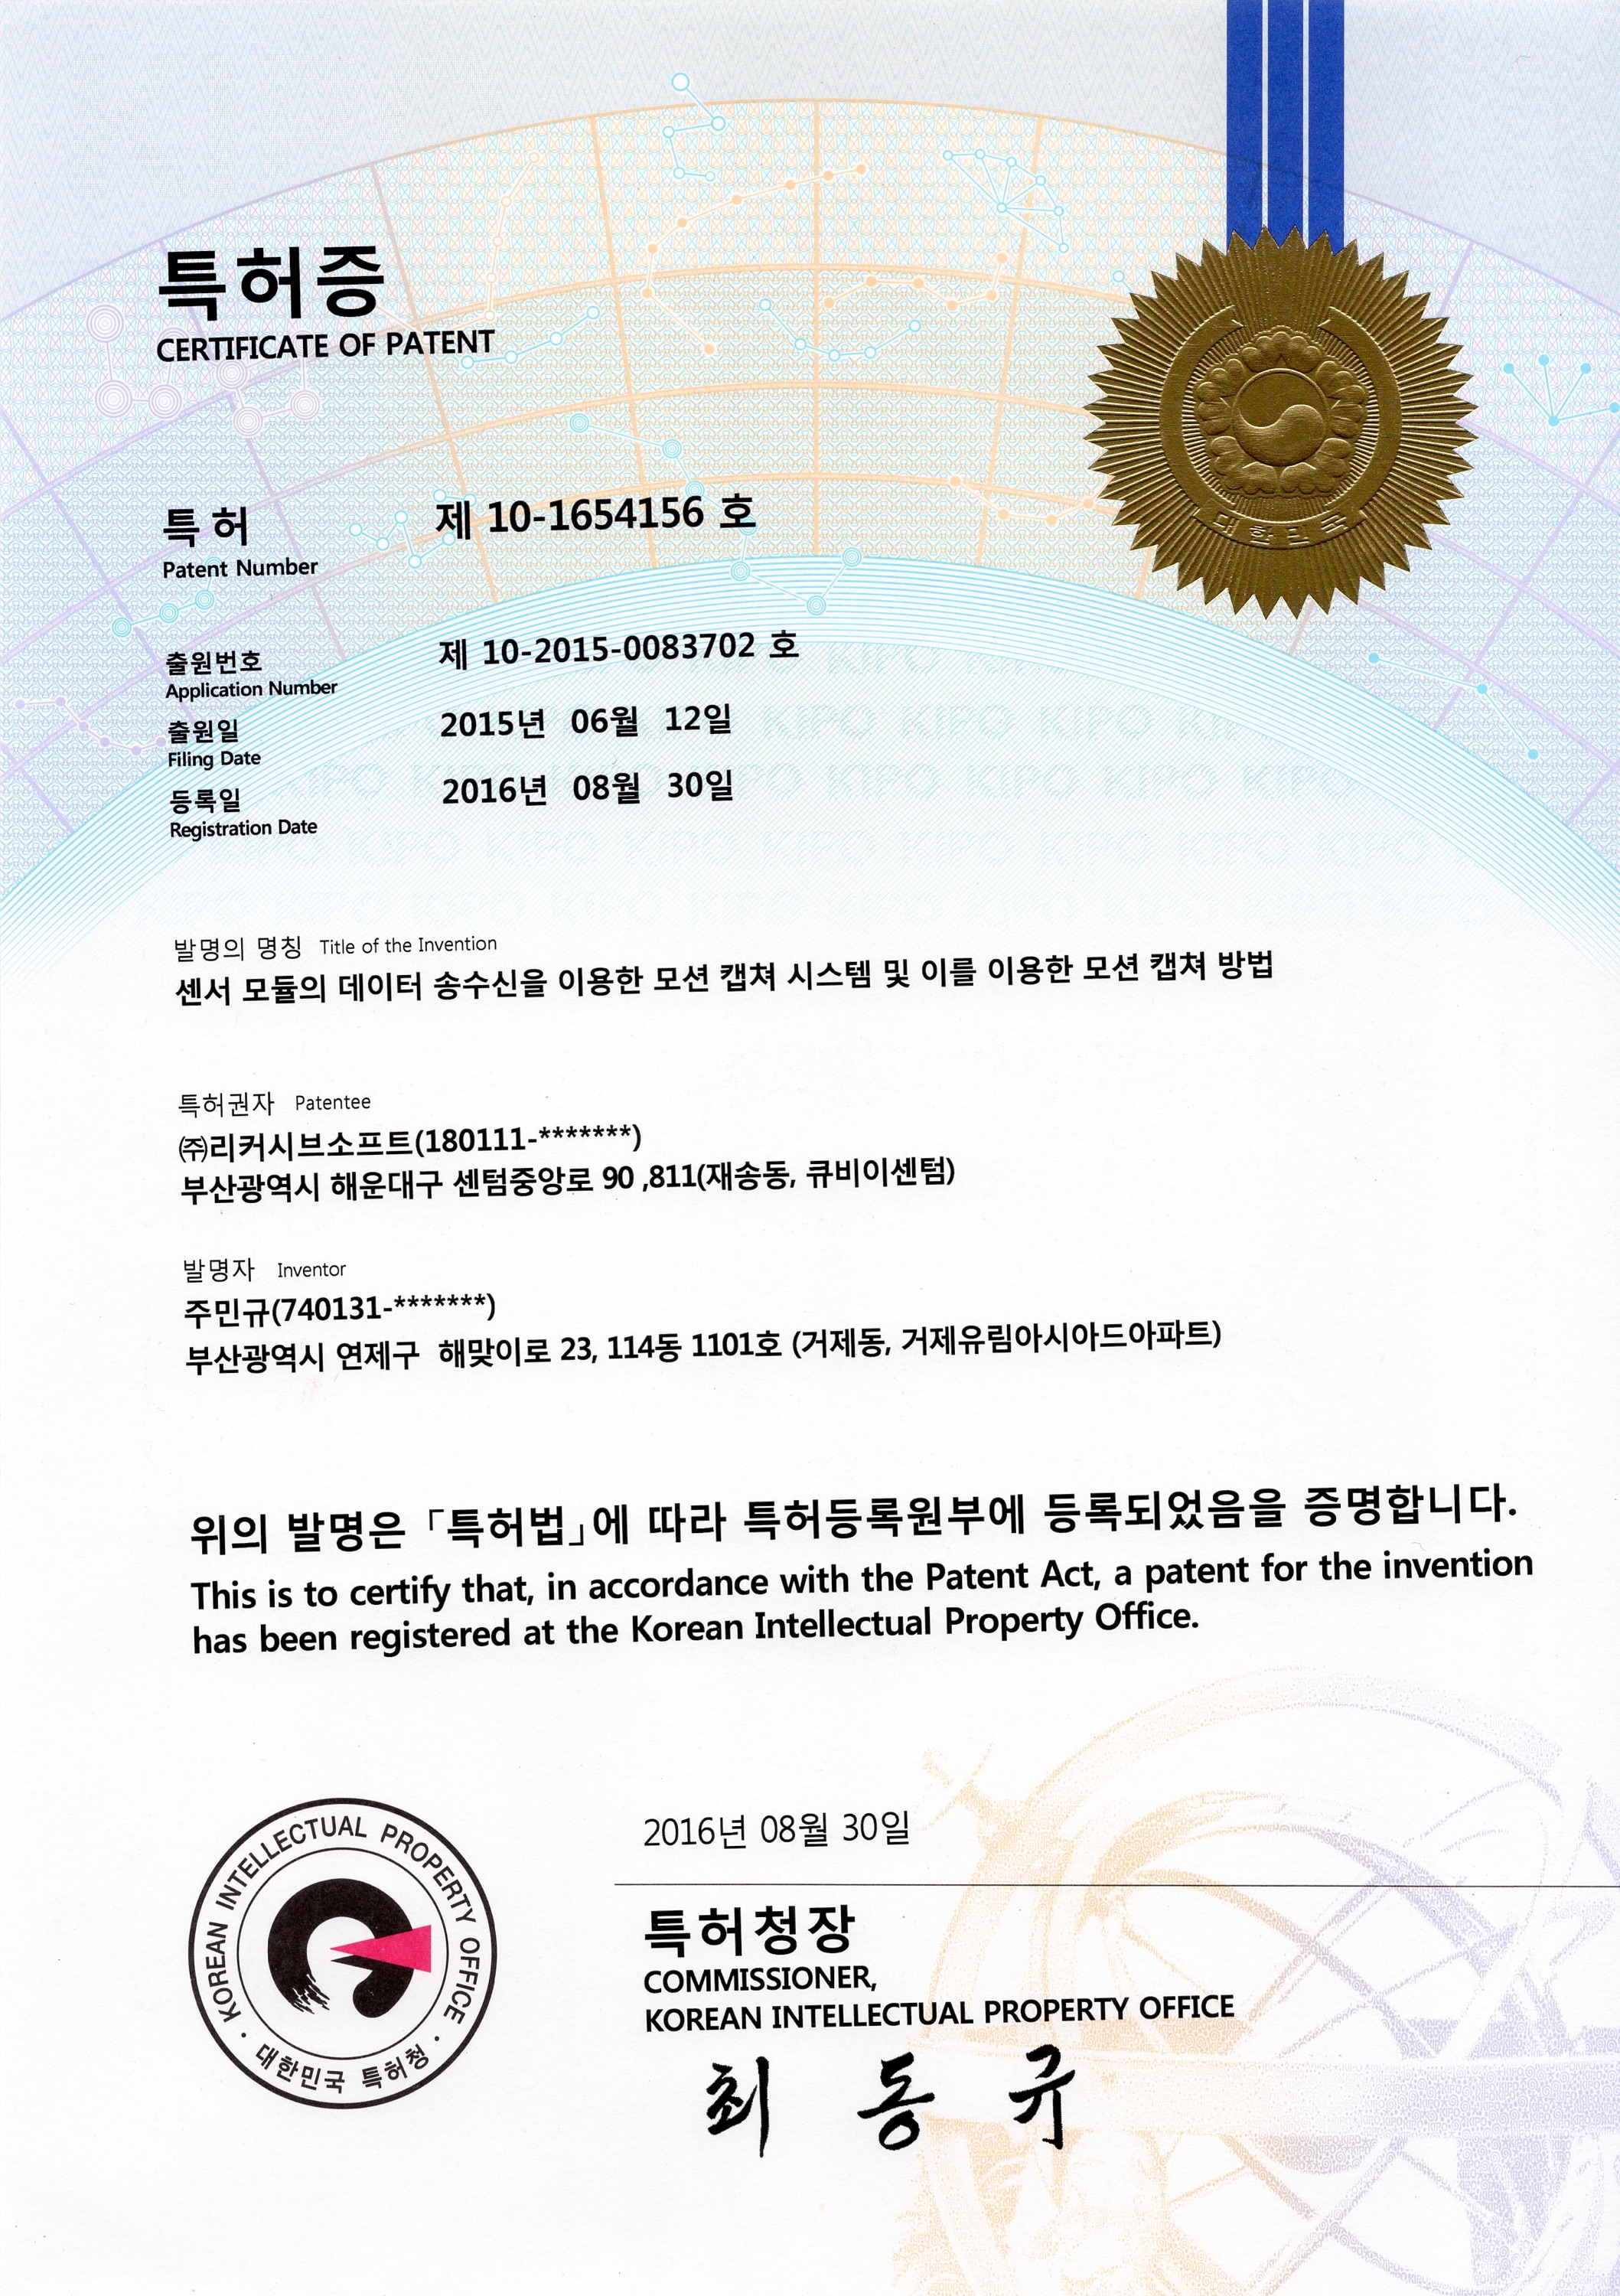 특허증
CERTIFICATE OF PATENT
대한민국
특 허 제 10-1654156 호
Patent Number
출원번호 제 10-2015-0083702 호
Application Number
출원일 2015년 06월 12일
Filing Date
등록일 2016년 08월 30일
Registration Date
발명의 명칭 Title of the Invention
센서 모듈의 데이터 송수신을 이용한 모션 캡쳐 시스템 및 이를 이용한 모션 캡쳐 방법
특허권자 Patentee
㈜리커시브소프트(180111-*******)
부산광역시 해운대구 센텀중앙로 90 ,811(재송동, 큐비이센텀)
발명자 Inventor
주민규(740131-*******)
부산광역시 연제구 해맞이로 23, 114동 1101호 (거제동, 거제유림아시아드아파트)
위의 발명은 「특허법」에 따라 특허등록원부에 등록되었음을 증명합니다.
This is to certify that, in accordance with the Patent Act, a patent for the invention
has been registered at the Korean Intellectual Property Office.
2016년 08월 30일
특허청장
COMMISSIONER,
KOREAN INTELLECTUAL PROPERTY OFFICE
최 동 규
KOREAN INTELLECTUAL PROPERTY OFFICE
대한민국 특허청